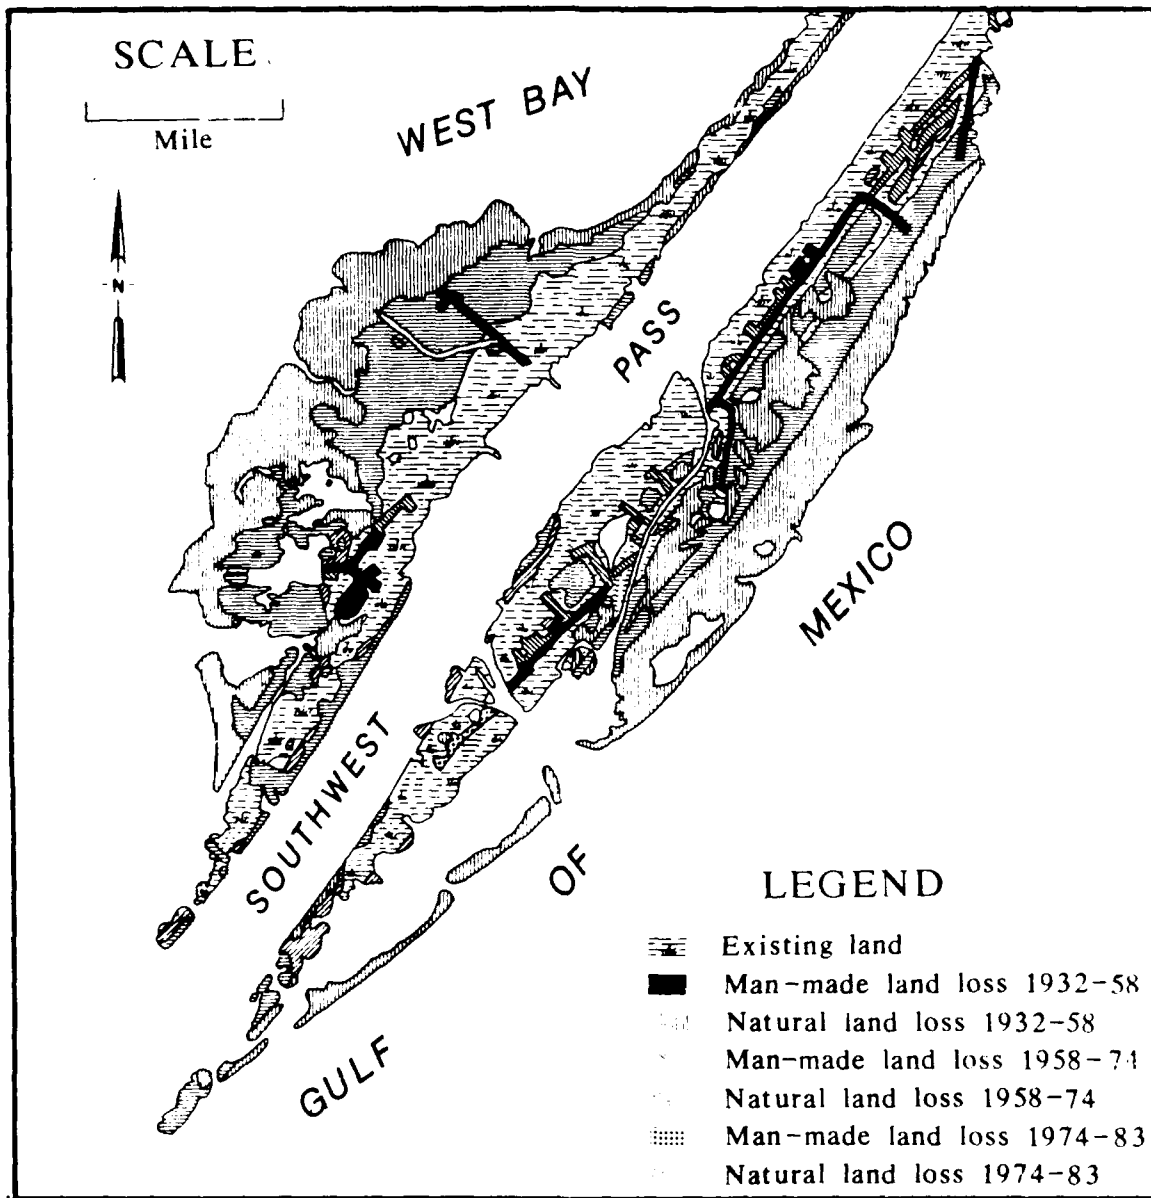 SCALE
Mile
N
WEST BAY
PASS
SOUTHWEST
GULF OF MEXICO
LEGEND
Existing land
Man-made land loss 1932-58
Natural land loss 1932-58
Man-made land loss 1958-74
Natural land loss 1958-74
Man-made land loss 1974-83
Natural land loss 1974-83